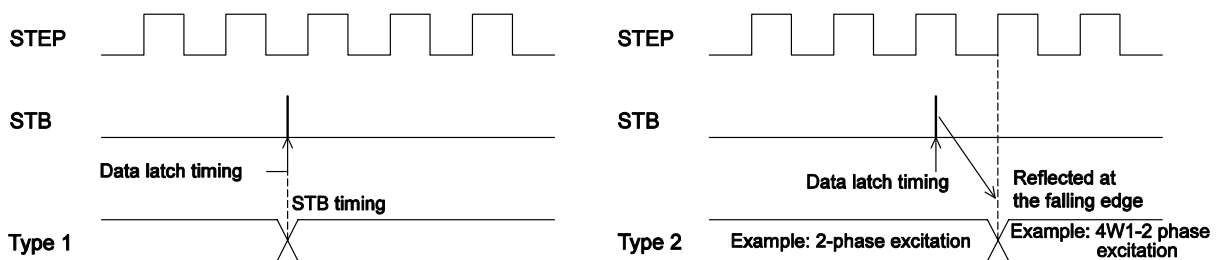 STEP
STB
Data latch timing
STB timing
Type 1
STEP
STB
Data latch timing
Reflected at
the falling edge
Type 2
Example: 2-phase excitation
Example: 4W1-2 phase
excitation